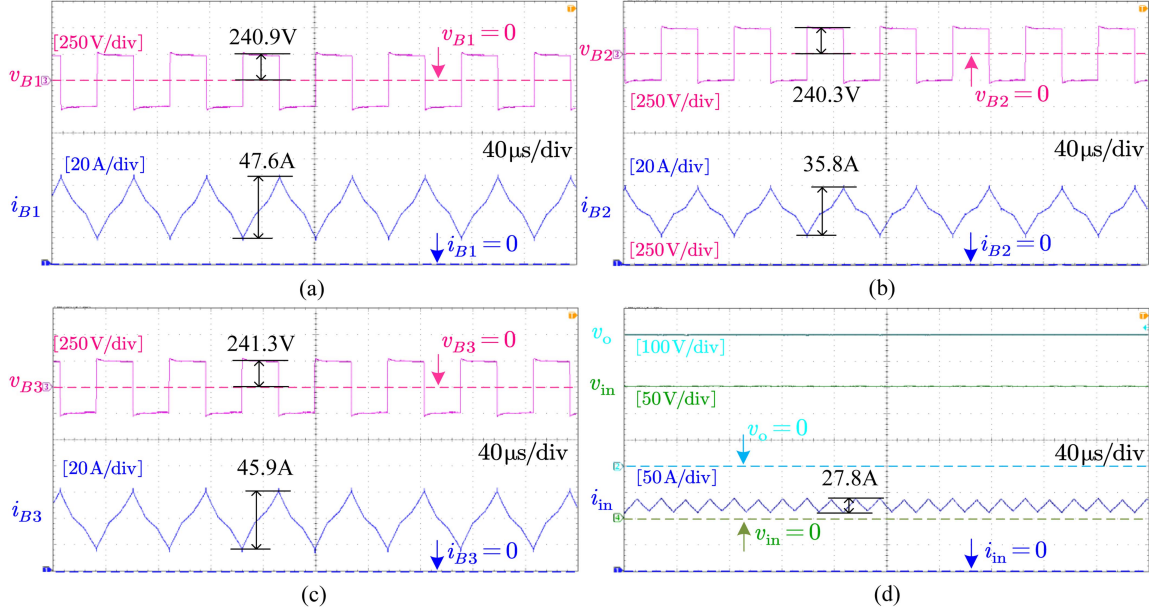 [250V/div]
240.9V
v_B1 = 0
v_B1
40μs/div
[20A/div]
47.6A
i_B1
i_B1 = 0
(a)
v_B2
[250V/div]
240.3V
v_B2 = 0
40μs/div
[20A/div]
35.8A
i_B2
[250V/div]
i_B2 = 0
(b)
[250V/div]
241.3V
v_B3 = 0
v_B3
40μs/div
[20A/div]
45.9A
i_B3
i_B3 = 0
(c)
v_o
[100V/div]
v_in
[50V/div]
v_o = 0
40μs/div
[50A/div]
27.8A
i_in
v_in = 0
i_in = 0
(d)